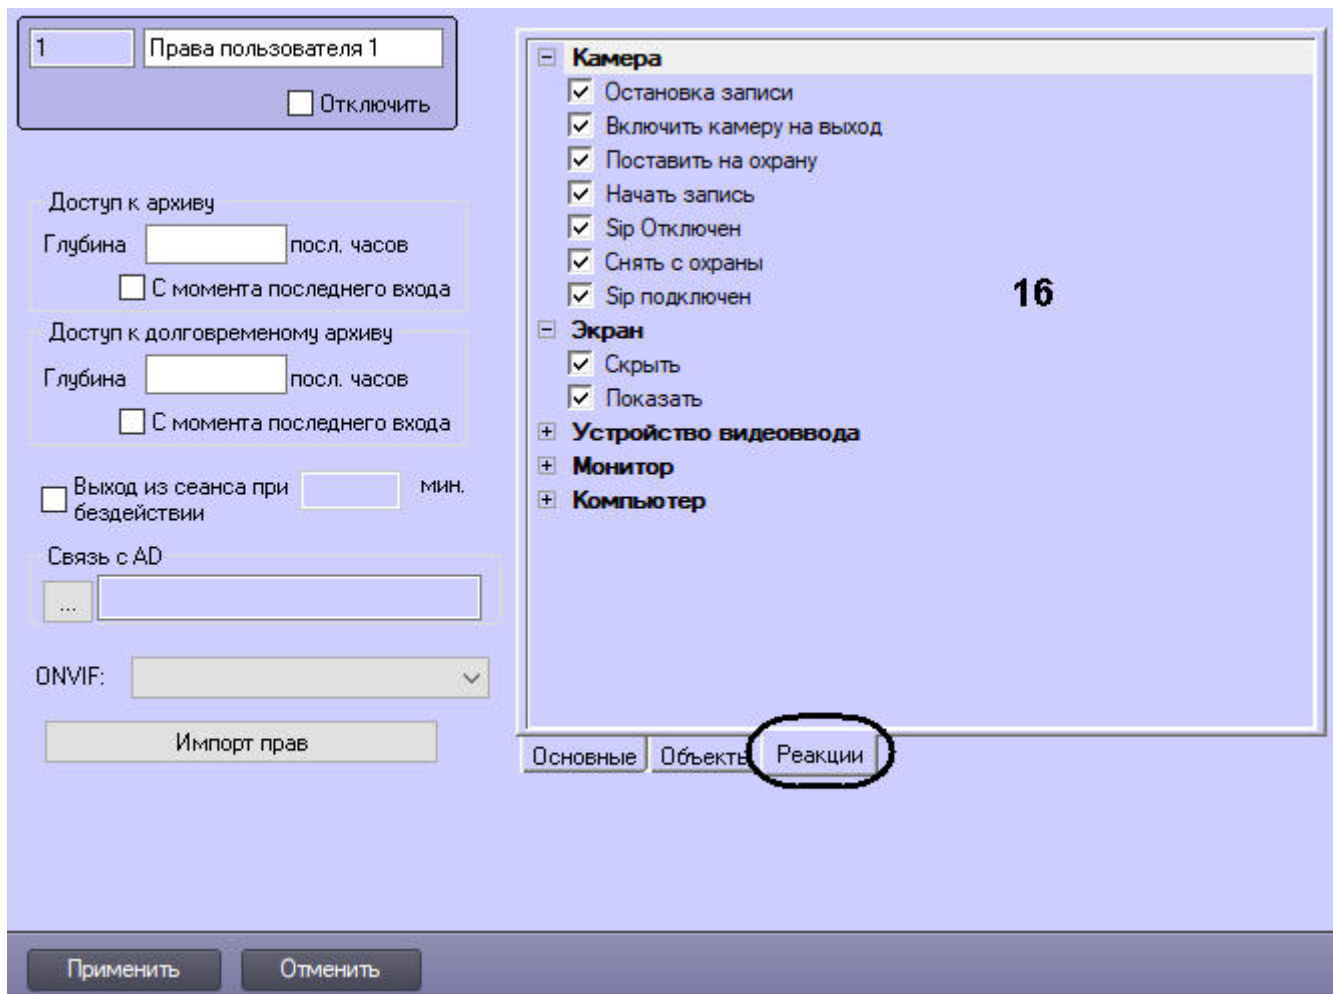 1
Права пользователя 1
Отключить
Доступ к архиву
Глубина посл. часов
С момента последнего входа
Доступ к долговременому архиву
Глубина посл. часов
С момента последнего входа
Выход из сеанса при мин.
бездействии
Связь с AD
...
ONVIF:
Импорт прав
Камера
Остановка записи
Включить камеру на выход
Поставить на охрану
Начать запись
Sip Отключен
Снять с охраны
Sip подключен
16
Экран
Скрыть
Показать
Устройство видеоввода
Монитор
Компьютер
Основные Объекты Реакции
Применить Отменить